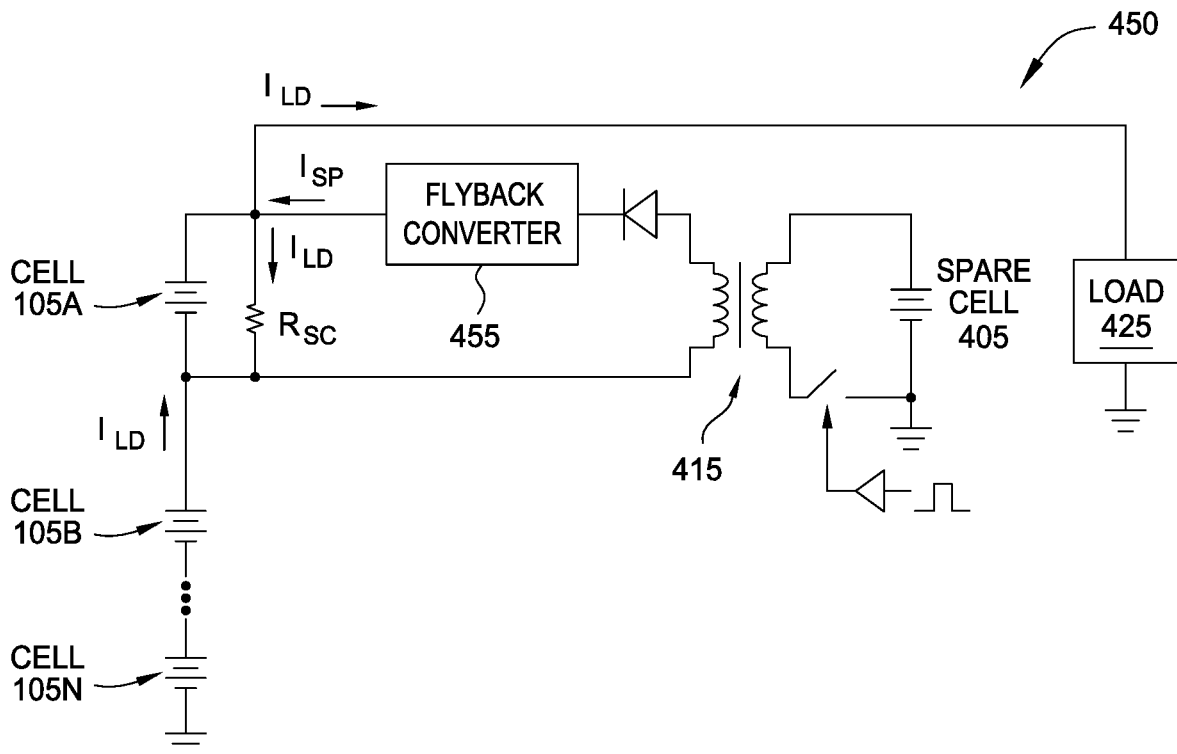 450
I LD
I SP
FLYBACK
CONVERTER
I LD
CELL
105A
R SC
455
SPARE
CELL
405
LOAD
425
I LD
415
CELL
105B
CELL
105N